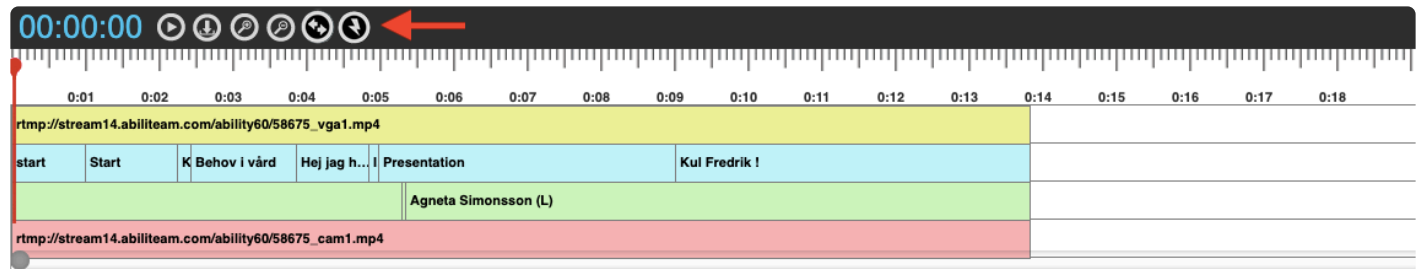 00:00:00
0:01 0:02 0:03 0:04 0:05 0:06 0:07 0:08 0:09 0:10 0:11 0:12 0:13 0:14 0:15 0:16 0:17 0:18
rtmp://stream14.abiliteam.com/ability60/58675_vga1.mp4
start Start K Behov i vård Hej jag h... I Presentation Kul Fredrik !
Agneta Simonsson (L)
rtmp://stream14.abiliteam.com/ability60/58675_cam1.mp4